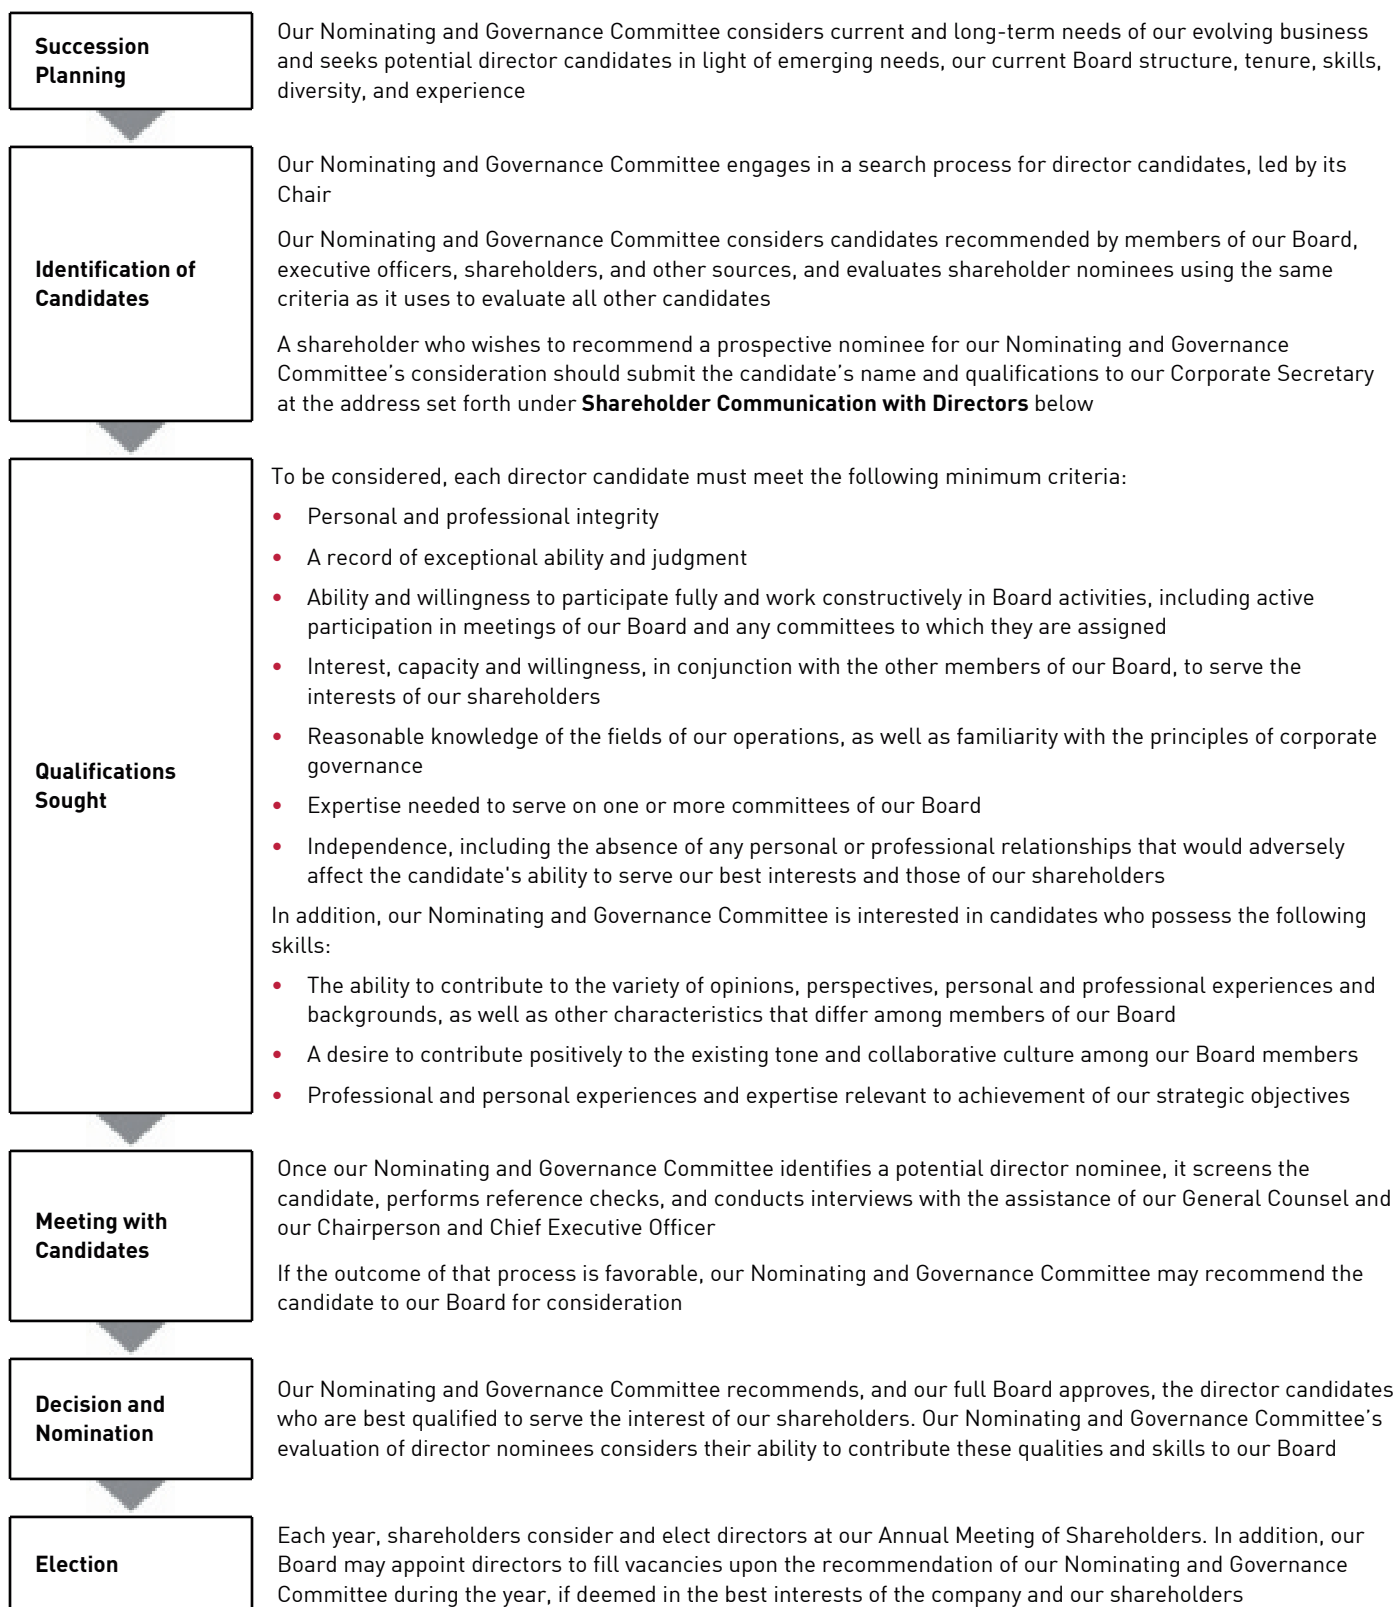 Succession
Planning
Our Nominating and Governance Committee considers current and long-term needs of our evolving business
and seeks potential director candidates in light of emerging needs, our current Board structure, tenure, skills,
diversity, and experience
Identification of
Candidates
Our Nominating and Governance Committee engages in a search process for director candidates, led by its
Chair
Our Nominating and Governance Committee considers candidates recommended by members of our Board,
executive officers, shareholders, and other sources, and evaluates shareholder nominees using the same
criteria as it uses to evaluate all other candidates
A shareholder who wishes to recommend a prospective nominee for our Nominating and Governance
Committee’s consideration should submit the candidate’s name and qualifications to our Corporate Secretary
at the address set forth under Shareholder Communication with Directors below
Qualifications
Sought
To be considered, each director candidate must meet the following minimum criteria:
• Personal and professional integrity
• A record of exceptional ability and judgment
• Ability and willingness to participate fully and work constructively in Board activities, including active
participation in meetings of our Board and any committees to which they are assigned
• Interest, capacity and willingness, in conjunction with the other members of our Board, to serve the
interests of our shareholders
• Reasonable knowledge of the fields of our operations, as well as familiarity with the principles of corporate
governance
• Expertise needed to serve on one or more committees of our Board
• Independence, including the absence of any personal or professional relationships that would adversely
affect the candidate's ability to serve our best interests and those of our shareholders
In addition, our Nominating and Governance Committee is interested in candidates who possess the following
skills:
• The ability to contribute to the variety of opinions, perspectives, personal and professional experiences and
backgrounds, as well as other characteristics that differ among members of our Board
• A desire to contribute positively to the existing tone and collaborative culture among our Board members
• Professional and personal experiences and expertise relevant to achievement of our strategic objectives
Meeting with
Candidates
Once our Nominating and Governance Committee identifies a potential director nominee, it screens the
candidate, performs reference checks, and conducts interviews with the assistance of our General Counsel and
our Chairperson and Chief Executive Officer
If the outcome of that process is favorable, our Nominating and Governance Committee may recommend the
candidate to our Board for consideration
Decision and
Nomination
Our Nominating and Governance Committee recommends, and our full Board approves, the director candidates
who are best qualified to serve the interest of our shareholders. Our Nominating and Governance Committee’s
evaluation of director nominees considers their ability to contribute these qualities and skills to our Board
Election
Each year, shareholders consider and elect directors at our Annual Meeting of Shareholders. In addition, our
Board may appoint directors to fill vacancies upon the recommendation of our Nominating and Governance
Committee during the year, if deemed in the best interests of the company and our shareholders